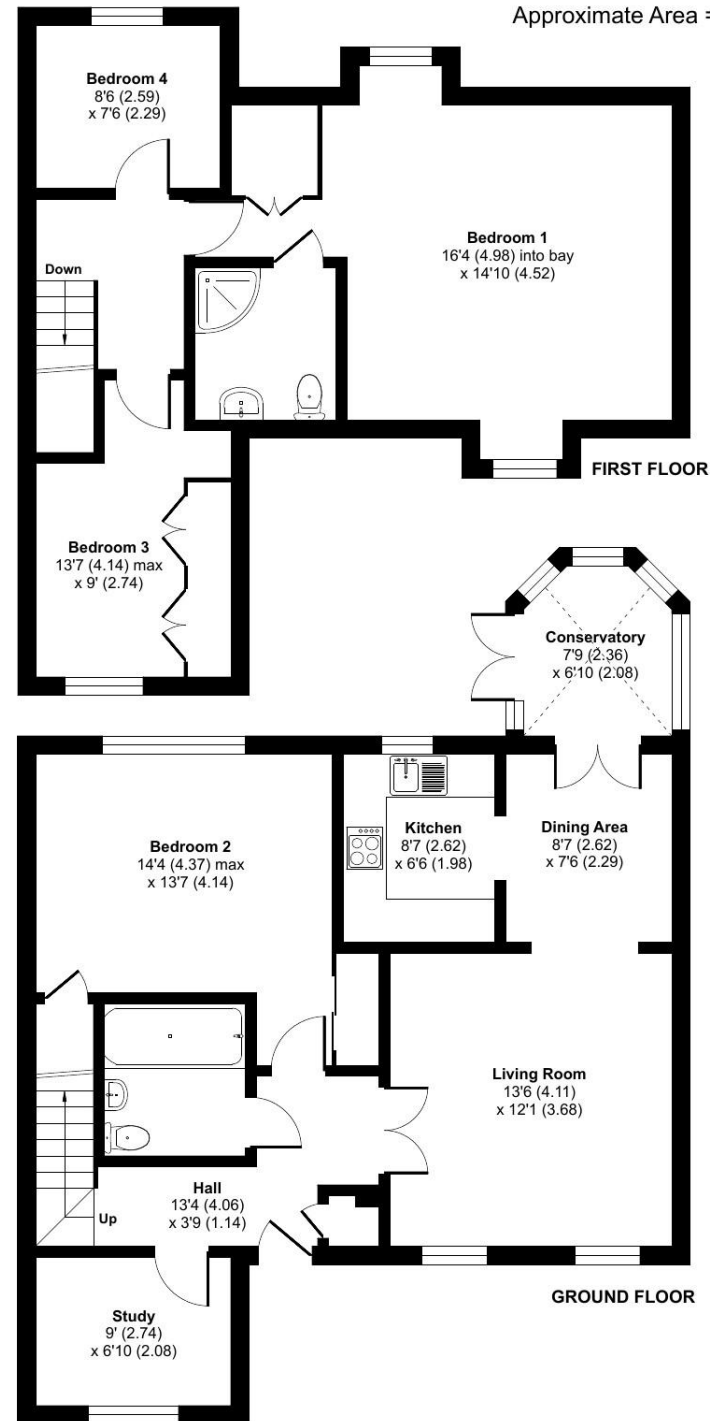 Approximate Area =
Bedroom 4
8'6 (2.59)
x 7'6 (2.29)
Bedroom 1
16'4 (4.98) into bay
x 14'10 (4.52)
Down
FIRST FLOOR
Bedroom 3
13'7 (4.14) max
x 9' (2.74)
Conservatory
7'9 (2.36)
x 6'10 (2.08)
Bedroom 2
14'4 (4.37) max
x 13'7 (4.14)
Kitchen
8'7 (2.62)
x 6'6 (1.98)
Dining Area
8'7 (2.62)
x 7'6 (2.29)
Living Room
13'6 (4.11)
x 12'1 (3.68)
Hall
13'4 (4.06)
x 3'9 (1.14)
Up
GROUND FLOOR
Study
9' (2.74)
x 6'10 (2.08)